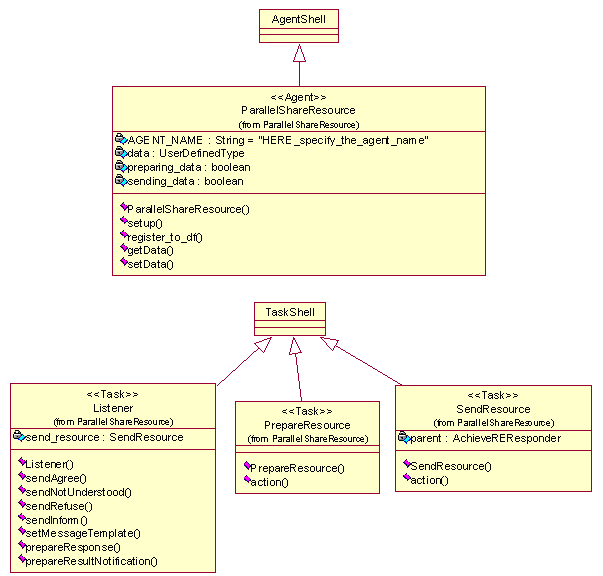 AgentShell
<<Agent>>
ParallelShareResource
(from ParallelShareResource)
AGENT_NAME : String = "HERE_specify_the_agent_name"
data : UserDefinedType
preparing_data : boolean
sending_data : boolean
ParallelShareResource()
setup()
register_to_df()
getData()
setData()
TaskShell
<<Task>>
Listener
(from ParallelShareResource)
send_resource : SendResource
Listener()
sendAgree()
sendNotUnderstood()
sendRefuse()
sendInform()
setMessageTemplate()
prepareResponse()
prepareResultNotification()
<<Task>>
PrepareResource
(from ParallelShareResource)
PrepareResource()
action()
<<Task>>
SendResource
(from ParallelShareResource)
parent : AchieveREResponder
SendResource()
action()